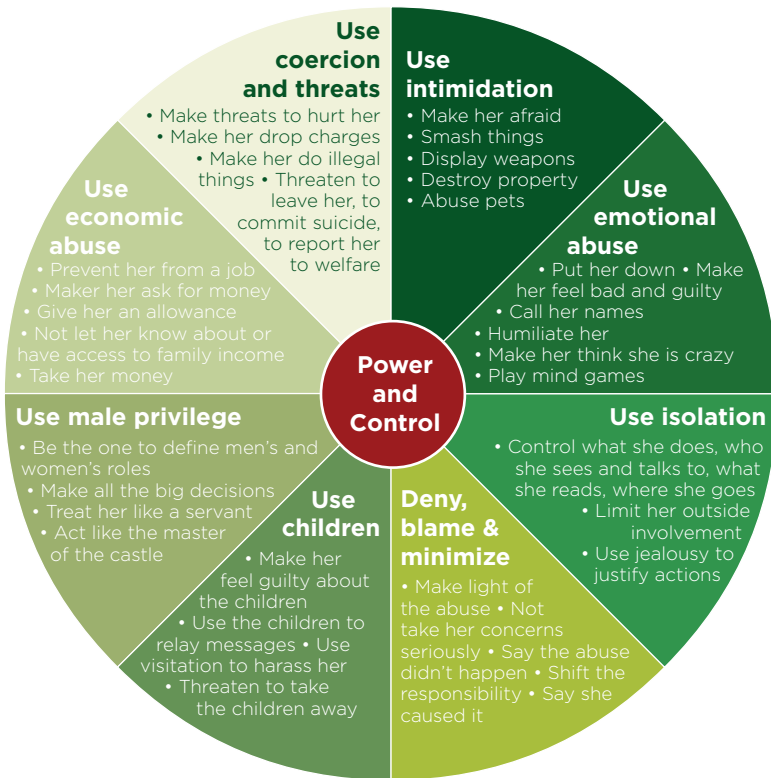 Use
coercion
and threats
• Make threats to hurt her
• Make her drop charges
• Make her do illegal
things • Threaten to
leave her, to
commit suicide,
to report her
to welfare
Use
intimidation
• Make her afraid
• Smash things
• Display weapons
• Destroy property
• Abuse pets
Use
emotional
abuse
• Put her down • Make
her feel bad and guilty
• Call her names
• Humiliate her
• Make her think she is crazy
• Play mind games
Use isolation
• Control what she does, who
she sees and talks to, what
she reads, where she goes
• Limit her outside
involvement
• Use jealousy to
justify actions
Deny,
blame &
minimize
• Make light of
the abuse • Not
take her concerns
seriously • Say the abuse
didn't happen • Shift the
responsibility • Say she
caused it
Use
children
• Make her
feel guilty about
the children
• Use the children to
relay messages • Use
visitation to harass her
• Threaten to take
the children away
Use male privilege
• Be the one to define men's and
women's roles
• Make all the big decisions
• Treat her like a servant
• Act like the master
of the castle
Use
economic
abuse
• Prevent her from a job
• Maker her ask for money
• Give her an allowance
• Not let her know about or
have access to family income
• Take her money
Power
and
Control